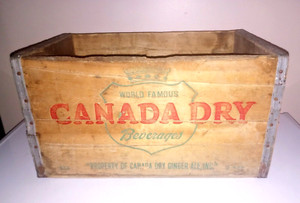 WORLD FAMOUS
CANADA DRY
Beverages
"PROPERTY OF CANADA DRY GINGER ALE, INC."